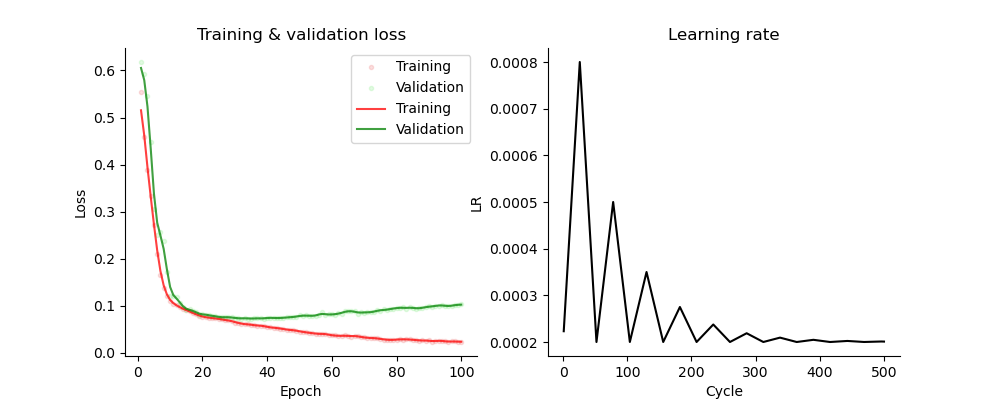 Training & validation loss
Loss
0.6
0.5
0.4
0.3
0.2
0.1
0.0
Training
Validation
Training
Validation
0 20 40 60 80 100
Epoch
Learning rate
LR
0.0008
0.0007
0.0006
0.0005
0.0004
0.0003
0.0002
0 100 200 300 400 500
Cycle